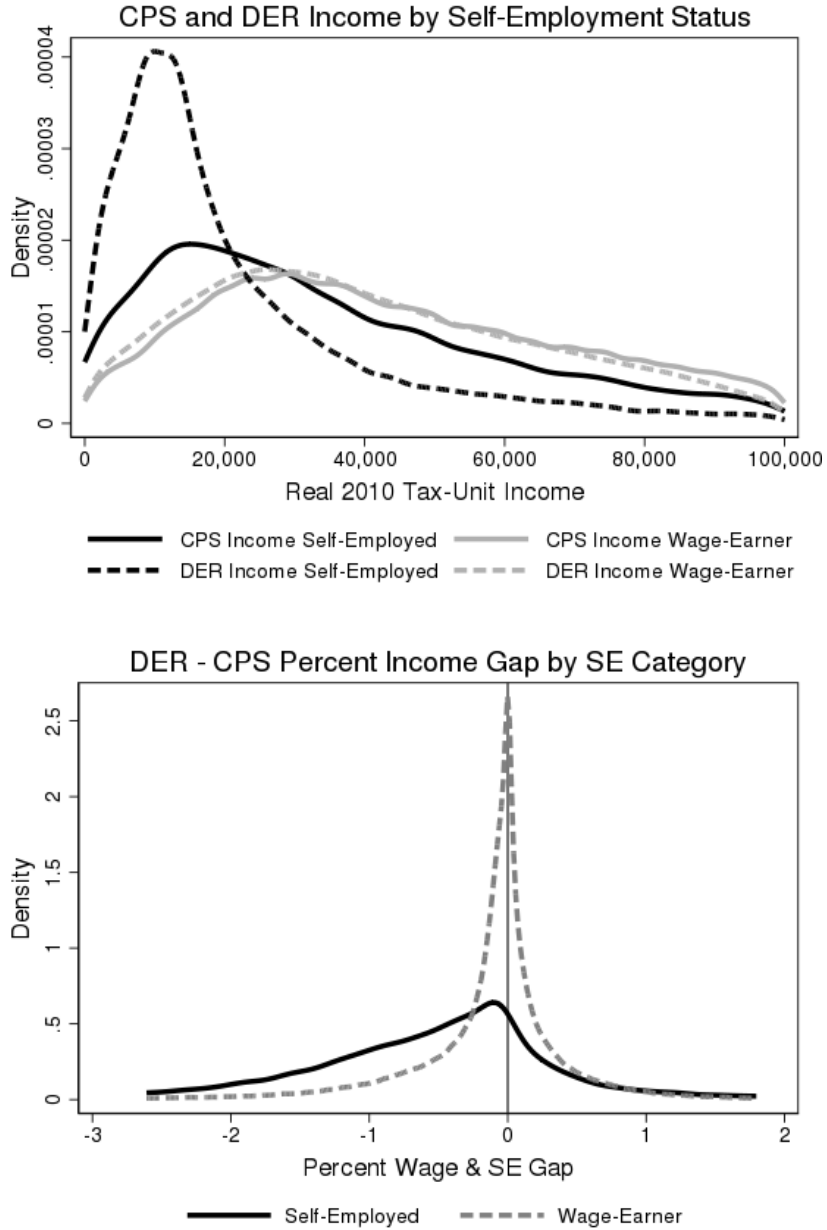 CPS and DER Income by Self-Employment Status
.00004
.00003
.00002
.00001
0
Density
0 20,000 40,000 60,000 80,000 100,000
Real 2010 Tax-Unit Income
CPS Income Self-Employed CPS Income Wage-Earner
DER Income Self-Employed DER Income Wage-Earner
DER - CPS Percent Income Gap by SE Category
2.5
2
1.5
1
.5
0
Density
-3 -2 -1 0 1 2
Percent Wage & SE Gap
Self-Employed Wage-Earner